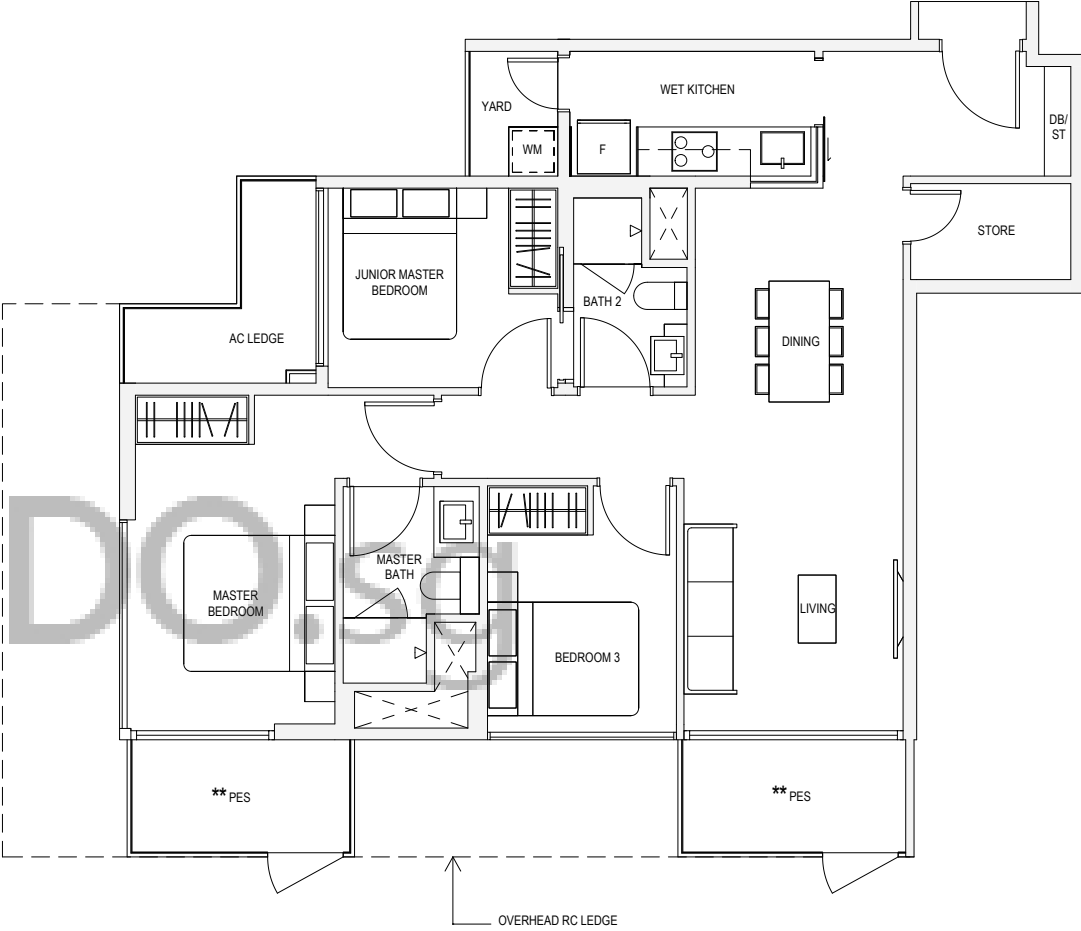 WET KITCHEN
YARD
DB/
ST
WM
F
STORE
JUNIOR MASTER
BEDROOM
BATH 2
AC LEDGE
DINING
DO.sg
MASTER
BATH
MASTER
BEDROOM
LIVING
BEDROOM 3
** PES
** PES
OVERHEAD RC LEDGE